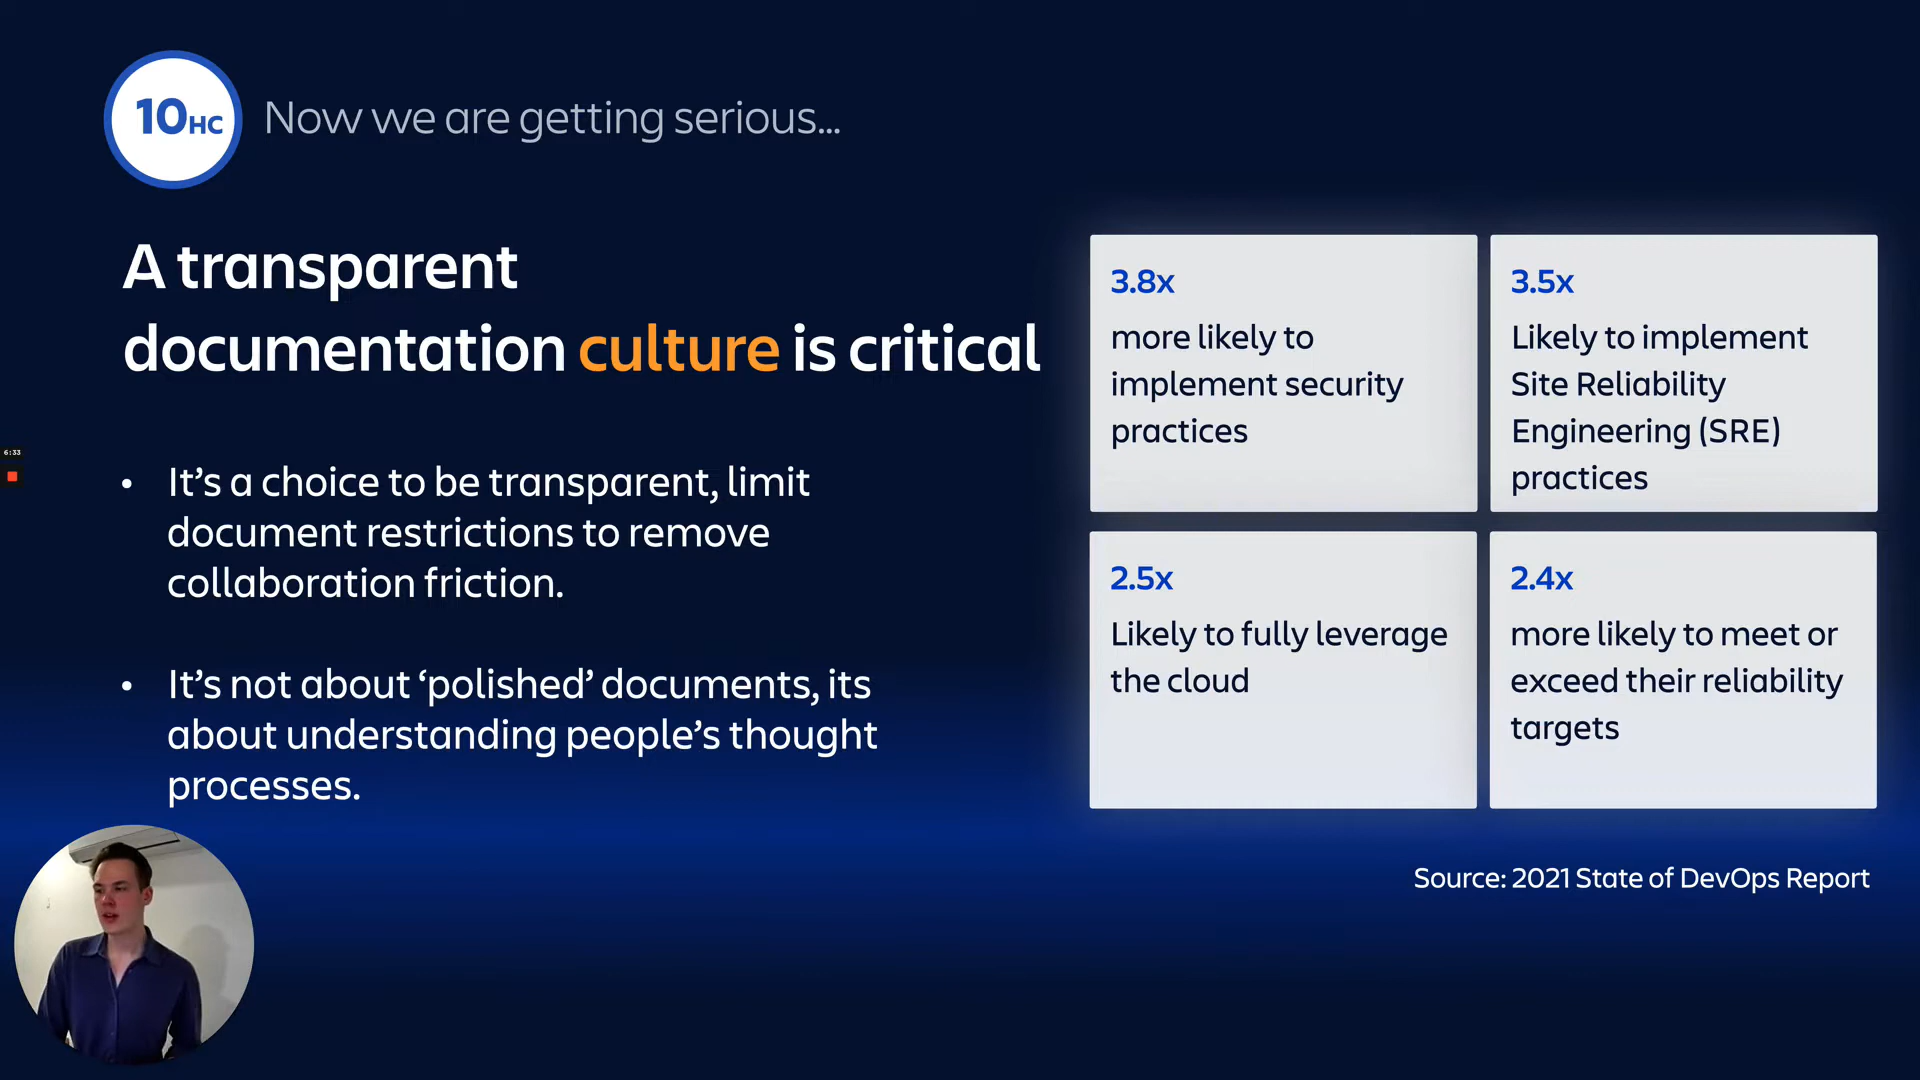 10HC
Now we are getting serious...
A transparent
documentation culture is critical
• It’s a choice to be transparent, limit
document restrictions to remove
collaboration friction.
• It’s not about ‘polished’ documents, its
about understanding people’s thought
processes.
3.8x
more likely to
implement security
practices
3.5x
Likely to implement
Site Reliability
Engineering (SRE)
practices
2.5x
Likely to fully leverage
the cloud
2.4x
more likely to meet or
exceed their reliability
targets
Source: 2021 State of DevOps Report
6:33